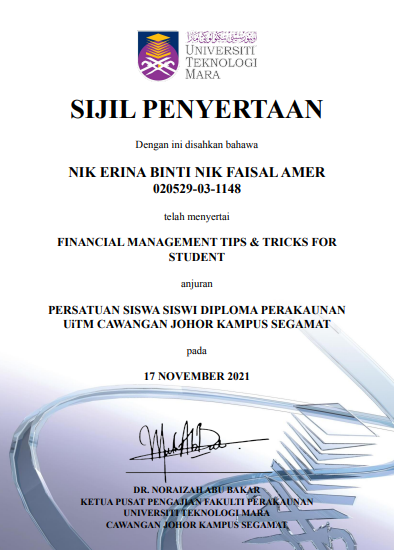 UNIVERSITI
TEKNOLOGI
MARA
SIJIL PENYERTAAN
Dengan ini disahkan bahawa
NIK ERINA BINTI NIK FAISAL AMER
020529-03-1148
telah menyertai
FINANCIAL MANAGEMENT TIPS & TRICKS FOR
STUDENT
anjuran
PERSATUAN SISWA SISWI DIPLOMA PERAKAUNAN
UiTM CAWANGAN JOHOR KAMPUS SEGAMAT
pada
17 NOVEMBER 2021
DR. NORAIZAH ABU BAKAR
KETUA PUSAT PENGAJIAN FAKULTI PERAKAUNAN
UNIVERSITI TEKNOLOGI MARA
CAWANGAN JOHOR KAMPUS SEGAMAT